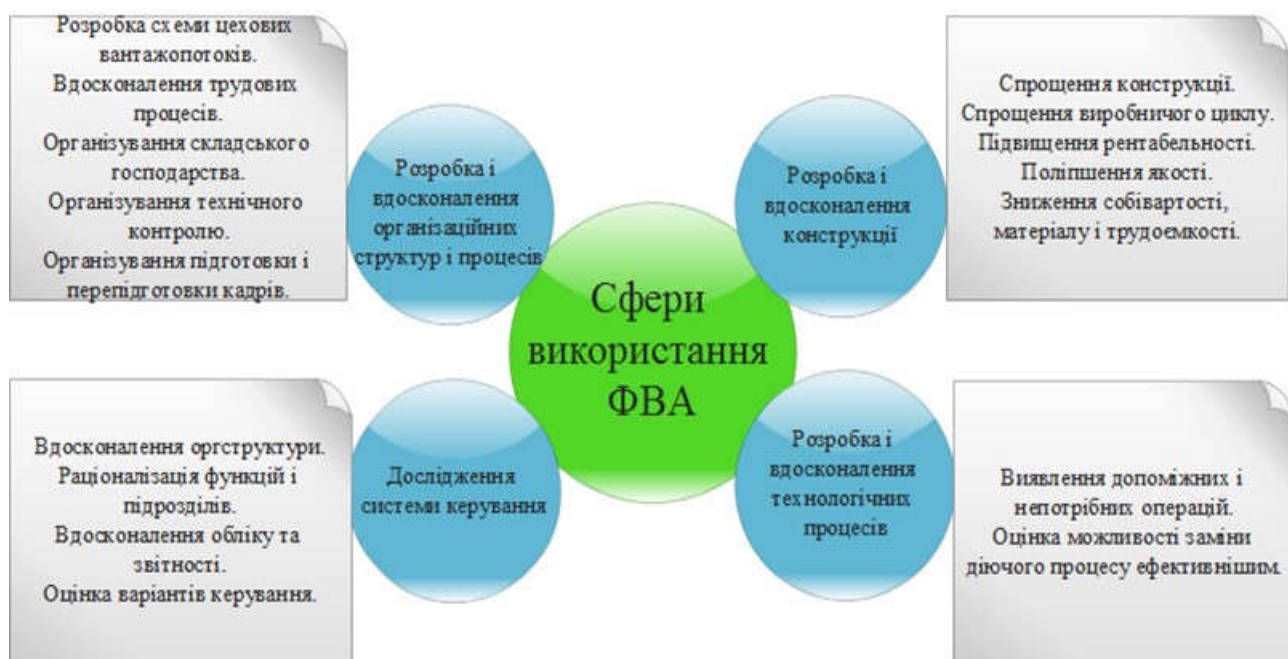 Розробка схеми цехових
вантажопотоків.
Вдосконалення трудових
процесів.
Організування складського
господарства.
Організування технічного
контролю.
Організування підготовки і
перепідготовки кадрів.
Розробка і
вдосконалення
організаційних
структур і процесів
Розробка і
вдосконалення
конструкції
Спрощення конструкції.
Спрощення виробничого циклу.
Підвищення рентабельності.
Поліпшення якості.
Зниження собівартості,
матеріалу і трудоємкості.
Сфери
використання
ФВА
Вдосконалення оргструктури.
Раціоналізація функцій і
підрозділів.
Вдосконалення обліку та
звітності.
Оцінка варіантів керування.
Дослідження
системи керування
Розробка і
вдосконалення
технологічних
процесів
Виявлення допоміжних і
непотрібних операцій.
Оцінка можливості заміни
діючого процесу ефективнішим.